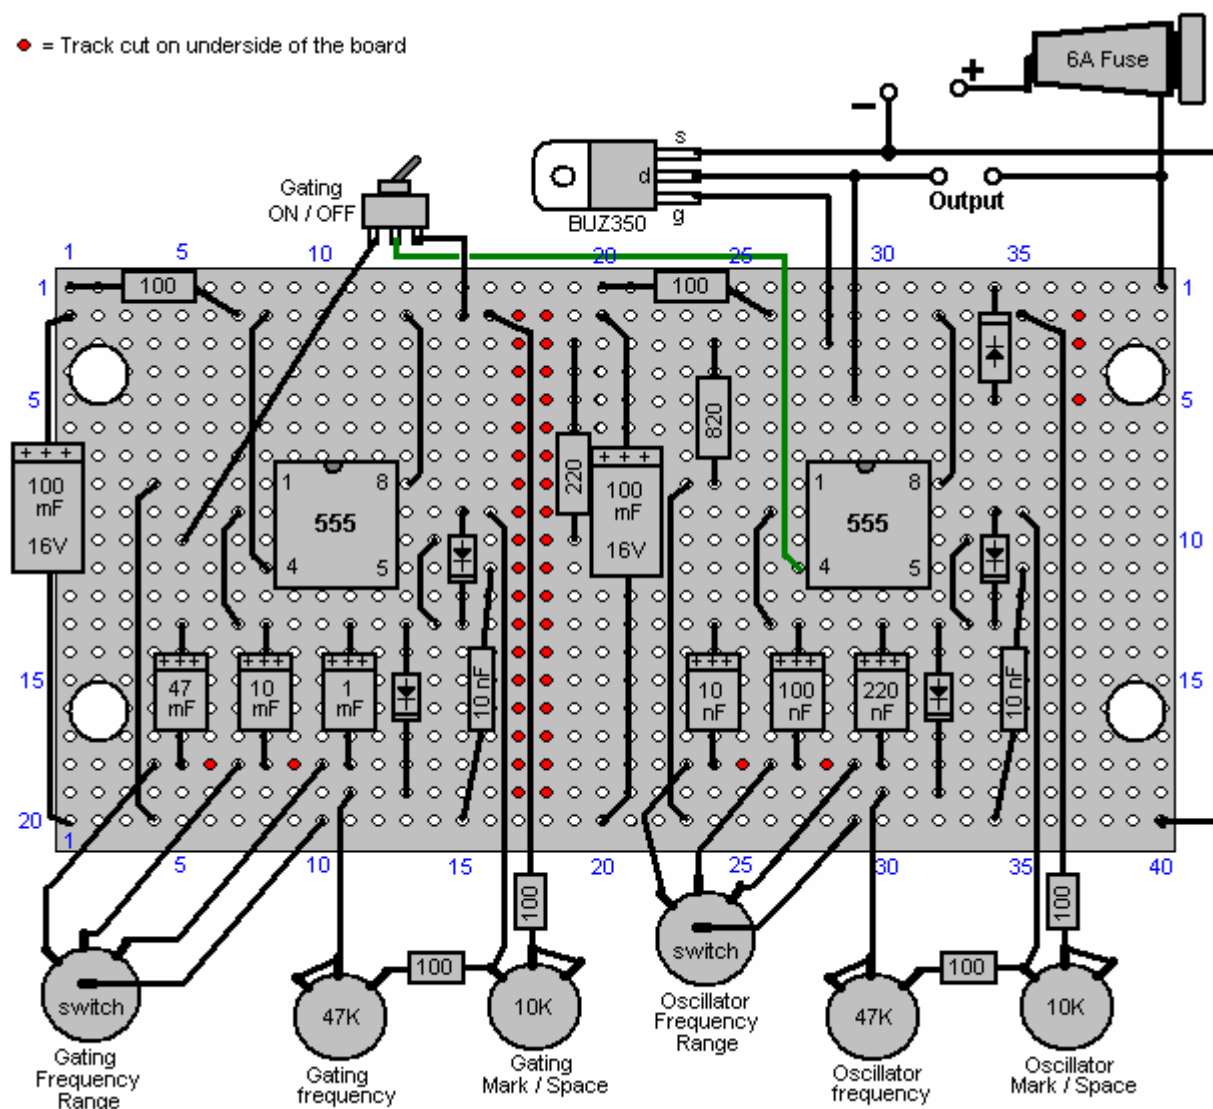 = Track cut on underside of the board
6A Fuse
+
−
s
d
g
BUZ350
Output
Gating
ON / OFF
1 5 10 20 25 30 35
1 100 100 1
5 5
+ + +
100
mF
16V
1 8
555
4 5
220
+ + +
100
mF
16V
820
1 8
555
4 5
10 10
15 15
+++
47
mF
+++
10
mF
+++
1
mF
10 nF
+++
10
nF
+++
100
nF
+++
220
nF
10 nF
20
1
5 10 15 20 25 30 35 40
100
100
switch
Gating
Frequency
Range
47K
Gating
frequency
100
10K
Gating
Mark / Space
switch
Oscillator
Frequency
Range
47K
Oscillator
frequency
100
10K
Oscillator
Mark / Space